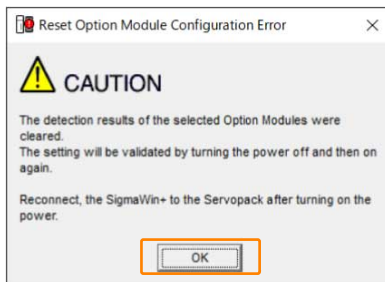 Reset Option Module Configuration Error
CAUTION
The detection results of the selected Option Modules were
cleared.
The setting will be validated by turning the power off and then on
again.
Reconnect, the SigmaWin+ to the Servopack after turning on the
power.
OK